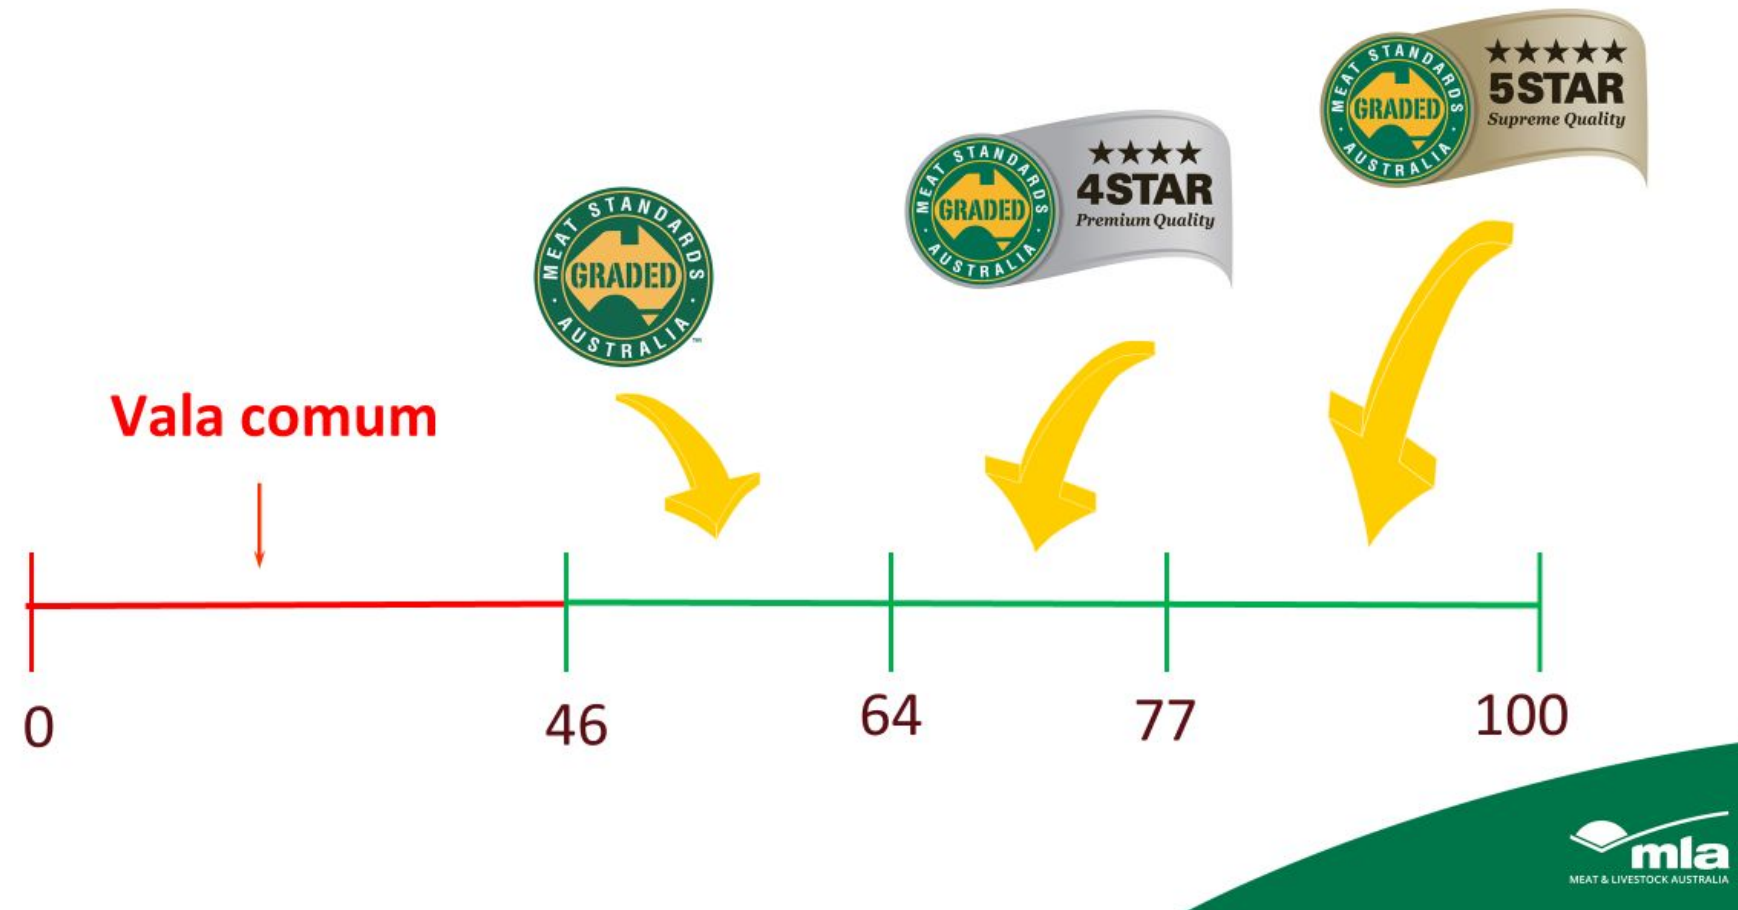 MEAT STANDARDS
GRADED
AUSTRALIA
™
MEAT STANDARDS
GRADED
AUSTRALIA
★★★★
4STAR
Premium Quality
MEAT STANDARDS
GRADED
AUSTRALIA
★★★★★
5STAR
Supreme Quality
Vala comum
0
46
64
77
100
mla
MEAT & LIVESTOCK AUSTRALIA